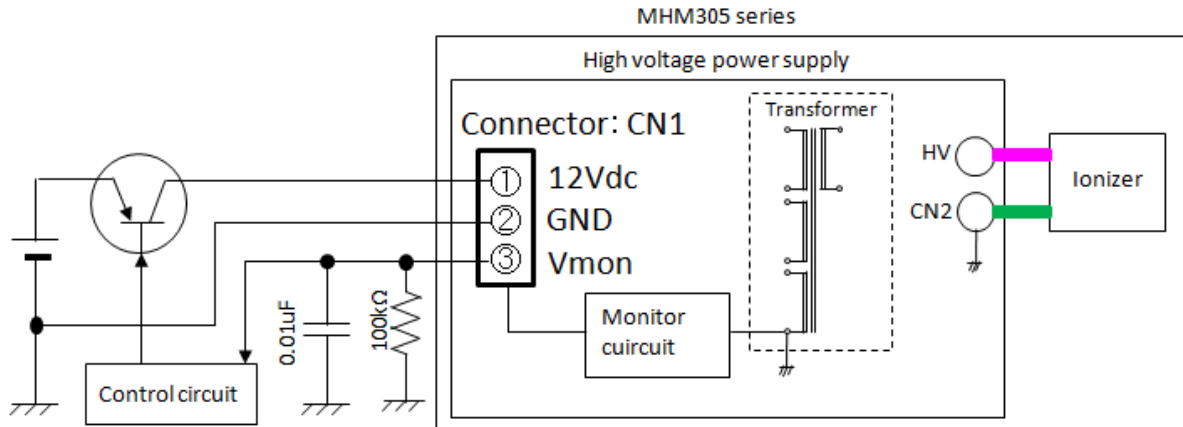 MHM305 series
High voltage power supply
Transformer
Connector: CN1
① 12Vdc
② GND
③ Vmon
HV
CN2
Ionizer
0.01uF
100kΩ
Monitor
cuircuit
Control circuit